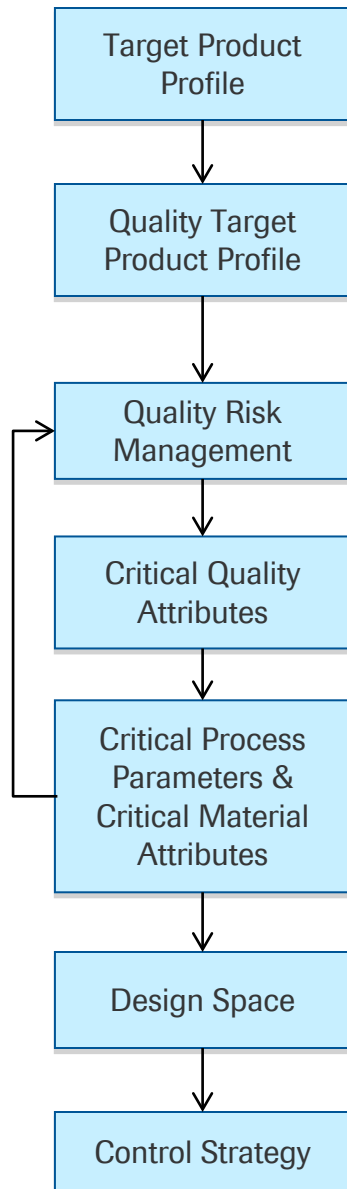 Target Product
Profile
Quality Target
Product Profile
Quality Risk
Management
Critical Quality
Attributes
Critical Process
Parameters &
Critical Material
Attributes
Design Space
Control Strategy